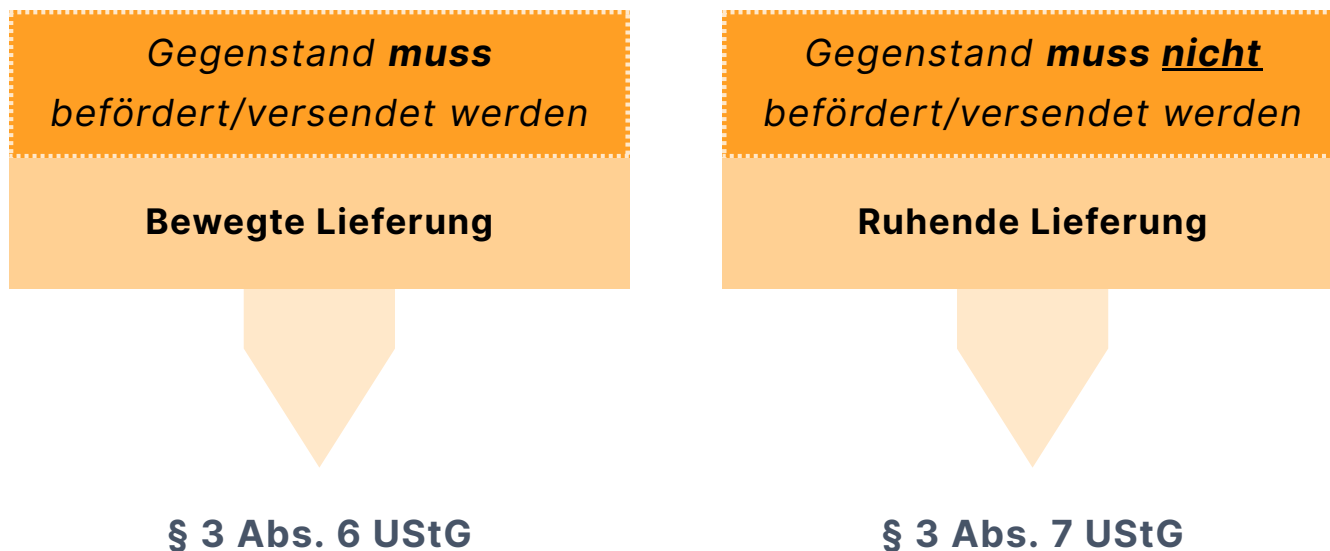 Gegenstand muss
befördert/versendet werden
Bewegte Lieferung
§ 3 Abs. 6 UStG
Gegenstand muss nicht
befördert/versendet werden
Ruhende Lieferung
§ 3 Abs. 7 UStG